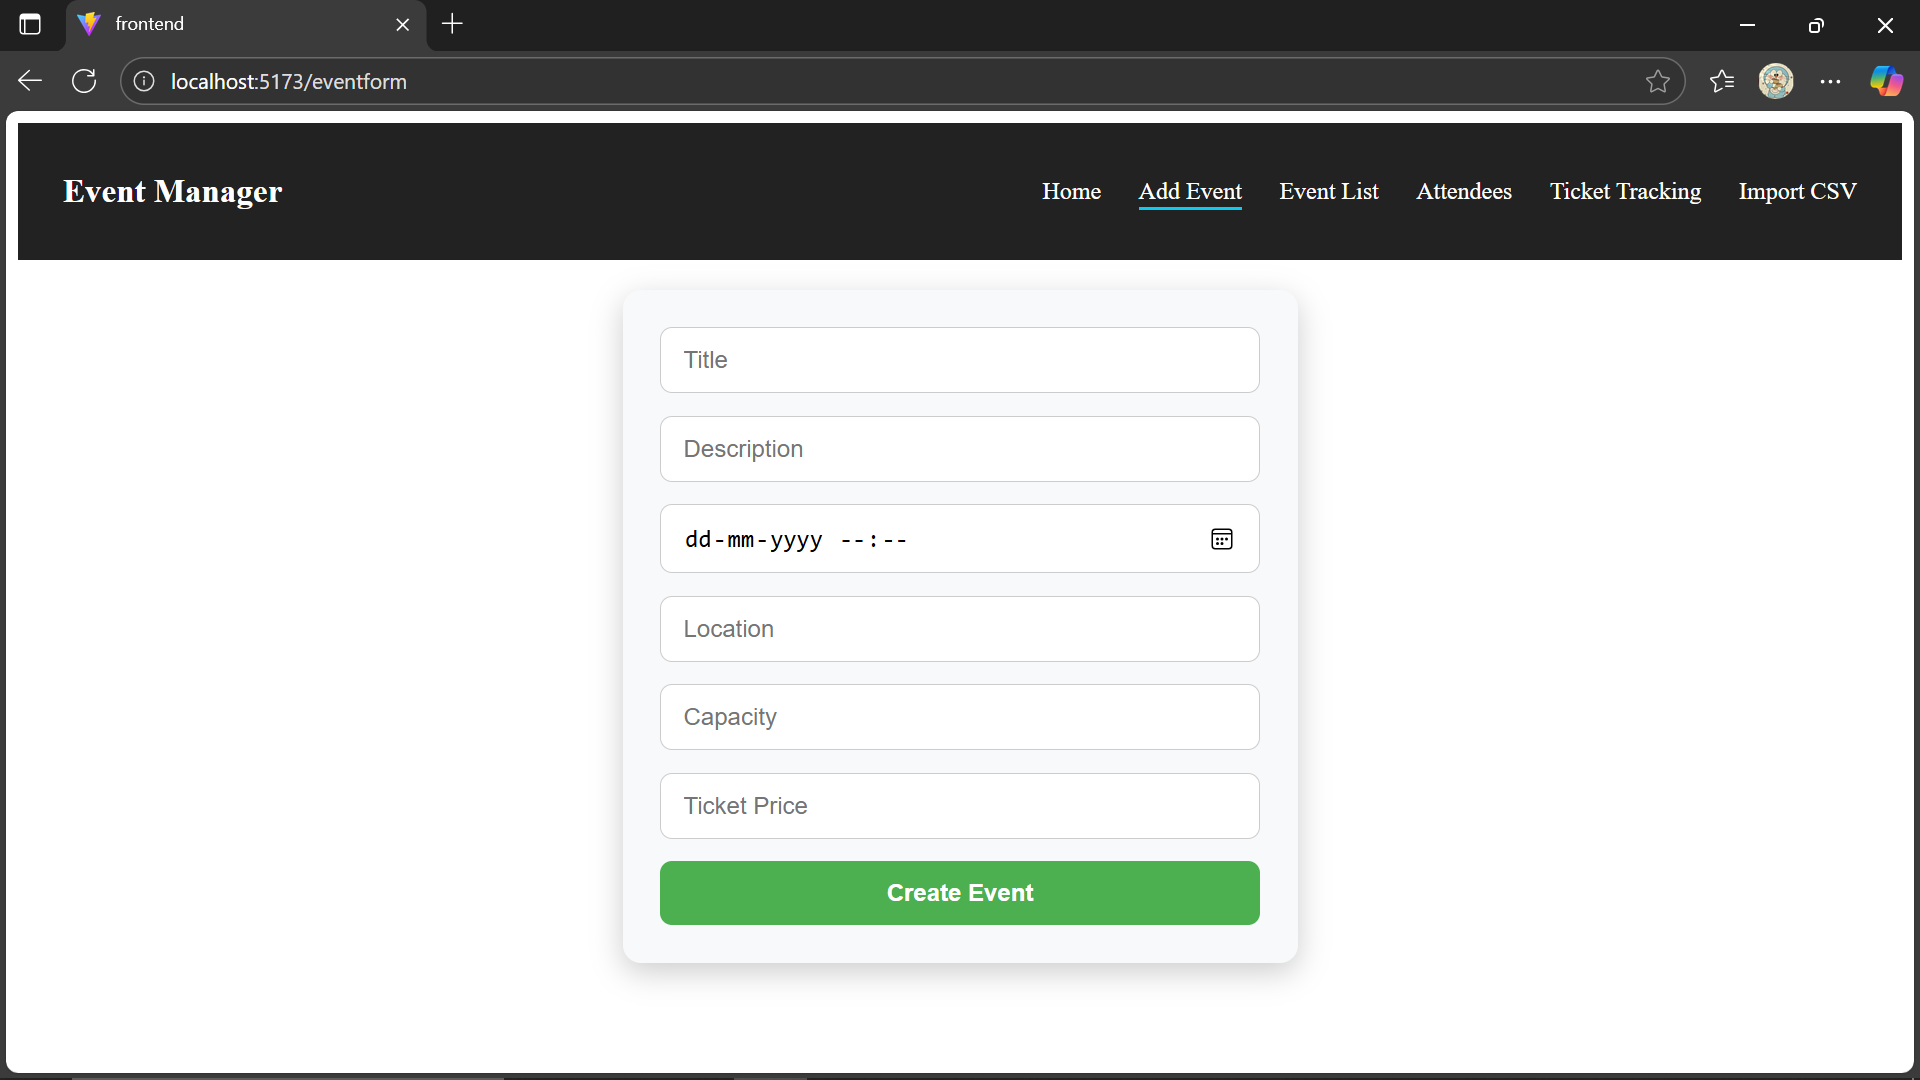 frontend
localhost:5173/eventform
Event Manager
Home
Add Event
Event List
Attendees
Ticket Tracking
Import CSV
Title
Description
dd-mm-yyyy --:--
Location
Capacity
Ticket Price
Create Event